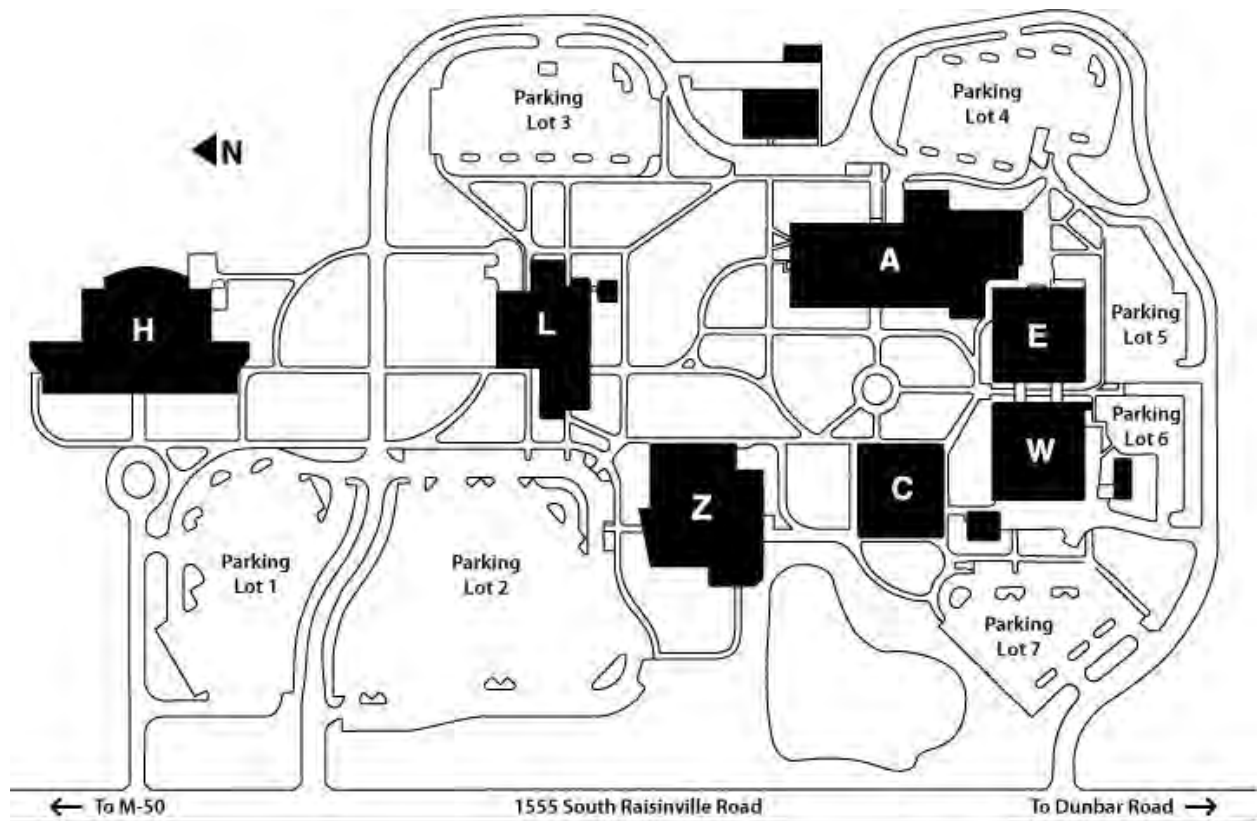 Parking
Lot 3
Parking
Lot 4
N
A
H
L
E
Parking
Lot 5
Parking
Lot 6
W
C
Z
Parking
Lot 1
Parking
Lot 2
Parking
Lot 7
← To M-50
1555 South Raisinville Road
To Dunbar Road →